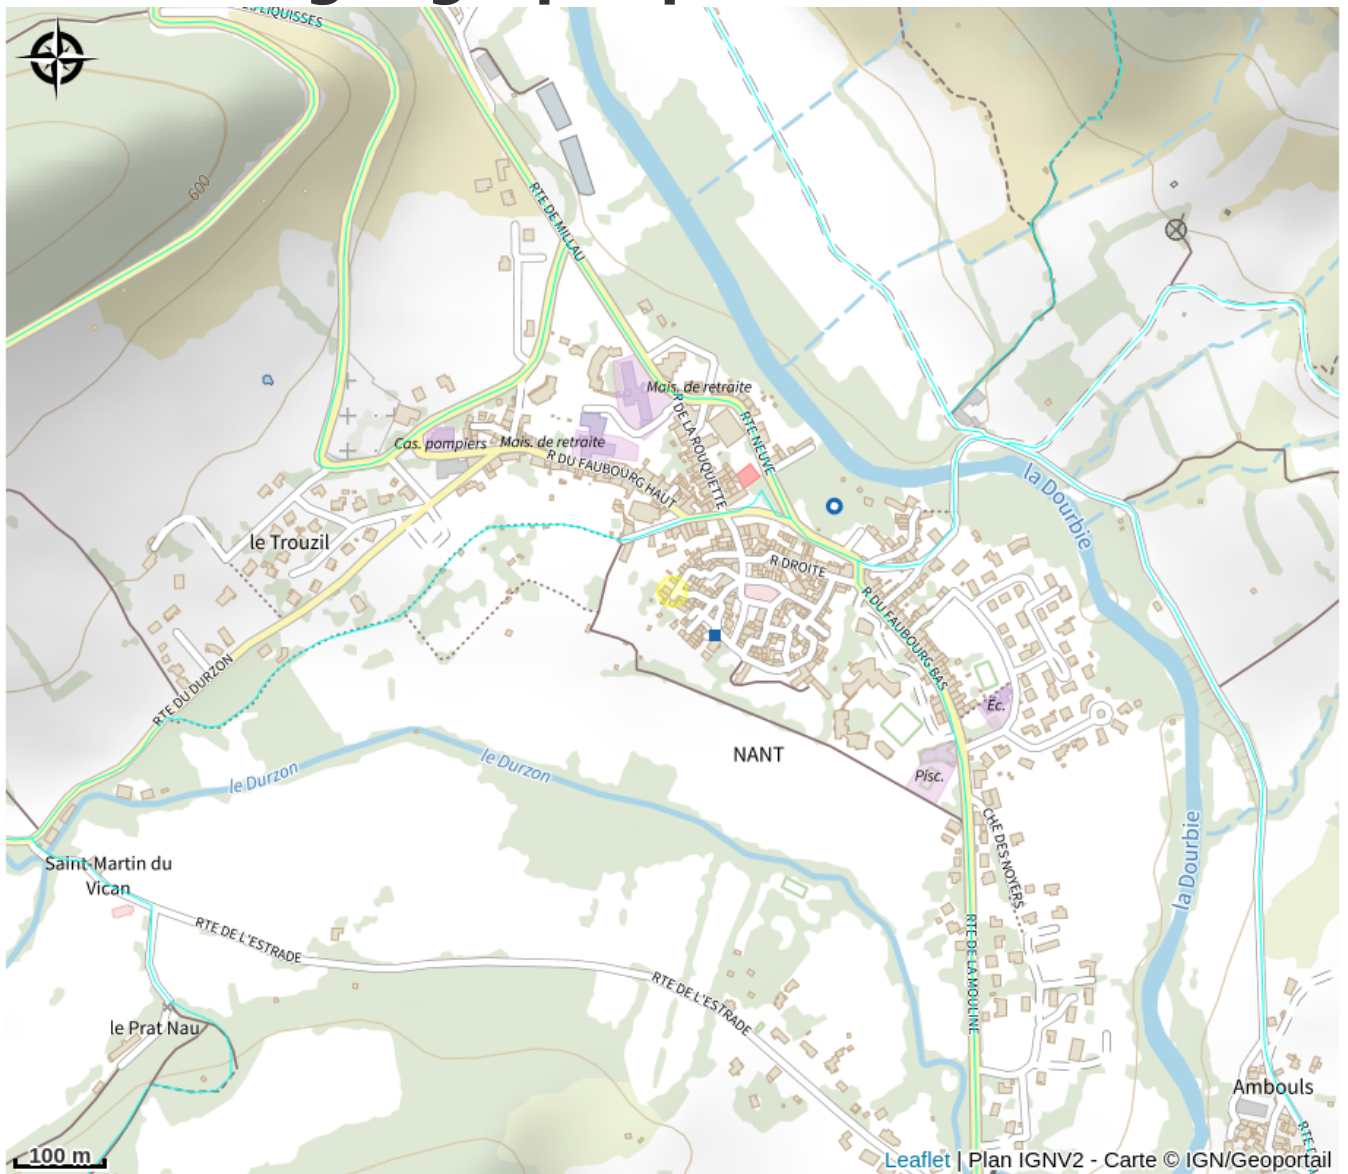 LIQUISSES
600
RTE DE MILLAU
Mais. de retraite
R DE LA ROUQUETTE
RTE NEUVE
Cas. pompiers
Mais. de retraite
R DU FAUBOURG HAUT
la Dourbie
le Trouzil
R DROITE
R DU FAUBOURG BAS
RTE DU DURZON
Éc.
NANT
le Durzon
le Durzon
Pisc.
CHE DES NOYERS
la Dourbie
Saint-Martin du
Vican
RTE DE L'ESTRADE
RTE DE L'ESTRADE
RTE DE LA MOULINE
le Prat Nau
Ambouls
RTE
100 m
Leaflet | Plan IGNV2 - Carte © IGN/Geoportail